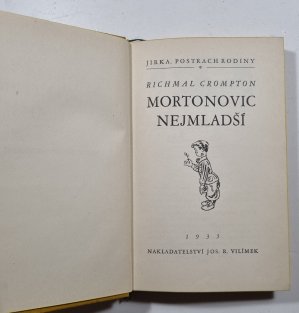 JIRKA, POSTRACH RODINY
RICHMAL CROMPTON
MORTONOVIC
NEJMLADŠÍ
1933
NAKLADATELSTVÍ JOS. R. VILÍMEK